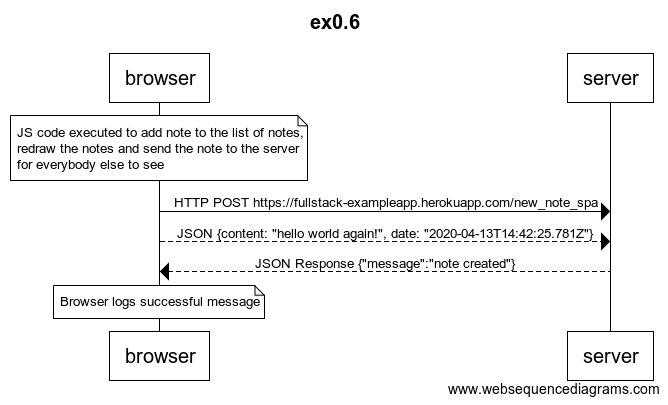 ex0.6
browser
server
JS code executed to add note to the list of notes,
redraw the notes and send the note to the server
for everybody else to see
HTTP POST https://fullstack-exampleapp.herokuapp.com/new_note_spa
JSON {content: "hello world again!", date: "2020-04-13T14:42:25.781Z"}
JSON Response {"message":"note created"}
Browser logs successful message
browser
server
www.websequencediagrams.com